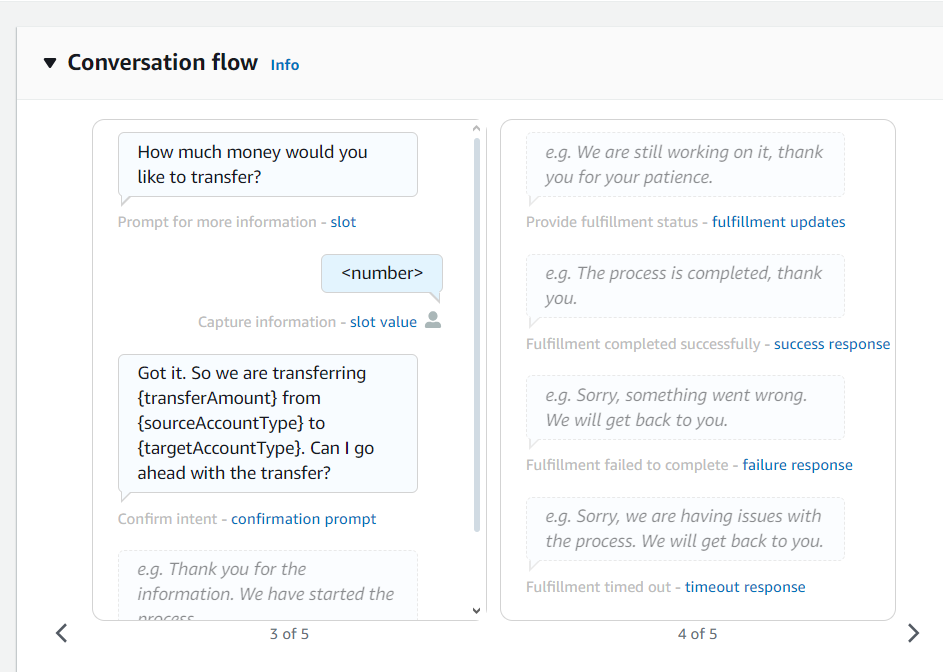 Conversation flow Info
How much money would you
like to transfer?
Prompt for more information - slot
<number>
Capture information - slot value
Got it. So we are transferring
{transferAmount} from
{sourceAccountType} to
{targetAccountType}. Can I go
ahead with the transfer?
Confirm intent - confirmation prompt
e.g. Thank you for the
information. We have started the
process.
3 of 5
e.g. We are still working on it, thank
you for your patience.
Provide fulfillment status - fulfillment updates
e.g. The process is completed, thank
you.
Fulfillment completed successfully - success response
e.g. Sorry, something went wrong.
We will get back to you.
Fulfillment failed to complete - failure response
e.g. Sorry, we are having issues with
the process. We will get back to you.
Fulfillment timed out - timeout response
4 of 5